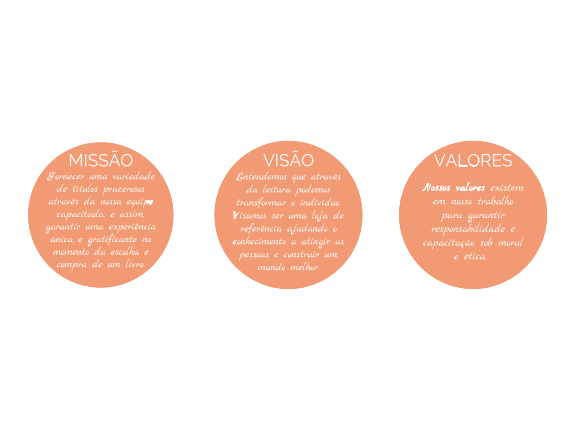 MISSÃO
Fornecer uma variedade
de títulos prazerosos
através da nossa equipe
capacitada, e assim,
garantir uma experiência
única e gratificante no
momento da escolha e
compra de um livro.
VISÃO
Entendemos que através
da leitura podemos
transformar o indivíduo.
Visamos ser uma loja de
referência ajudando o
conhecimento a atingir as
pessoas e construir um
mundo melhor.
VALORES
Nossos valores existem
em nosso trabalho
para garantir
responsabilidade e
capacitação sob moral
e ética.